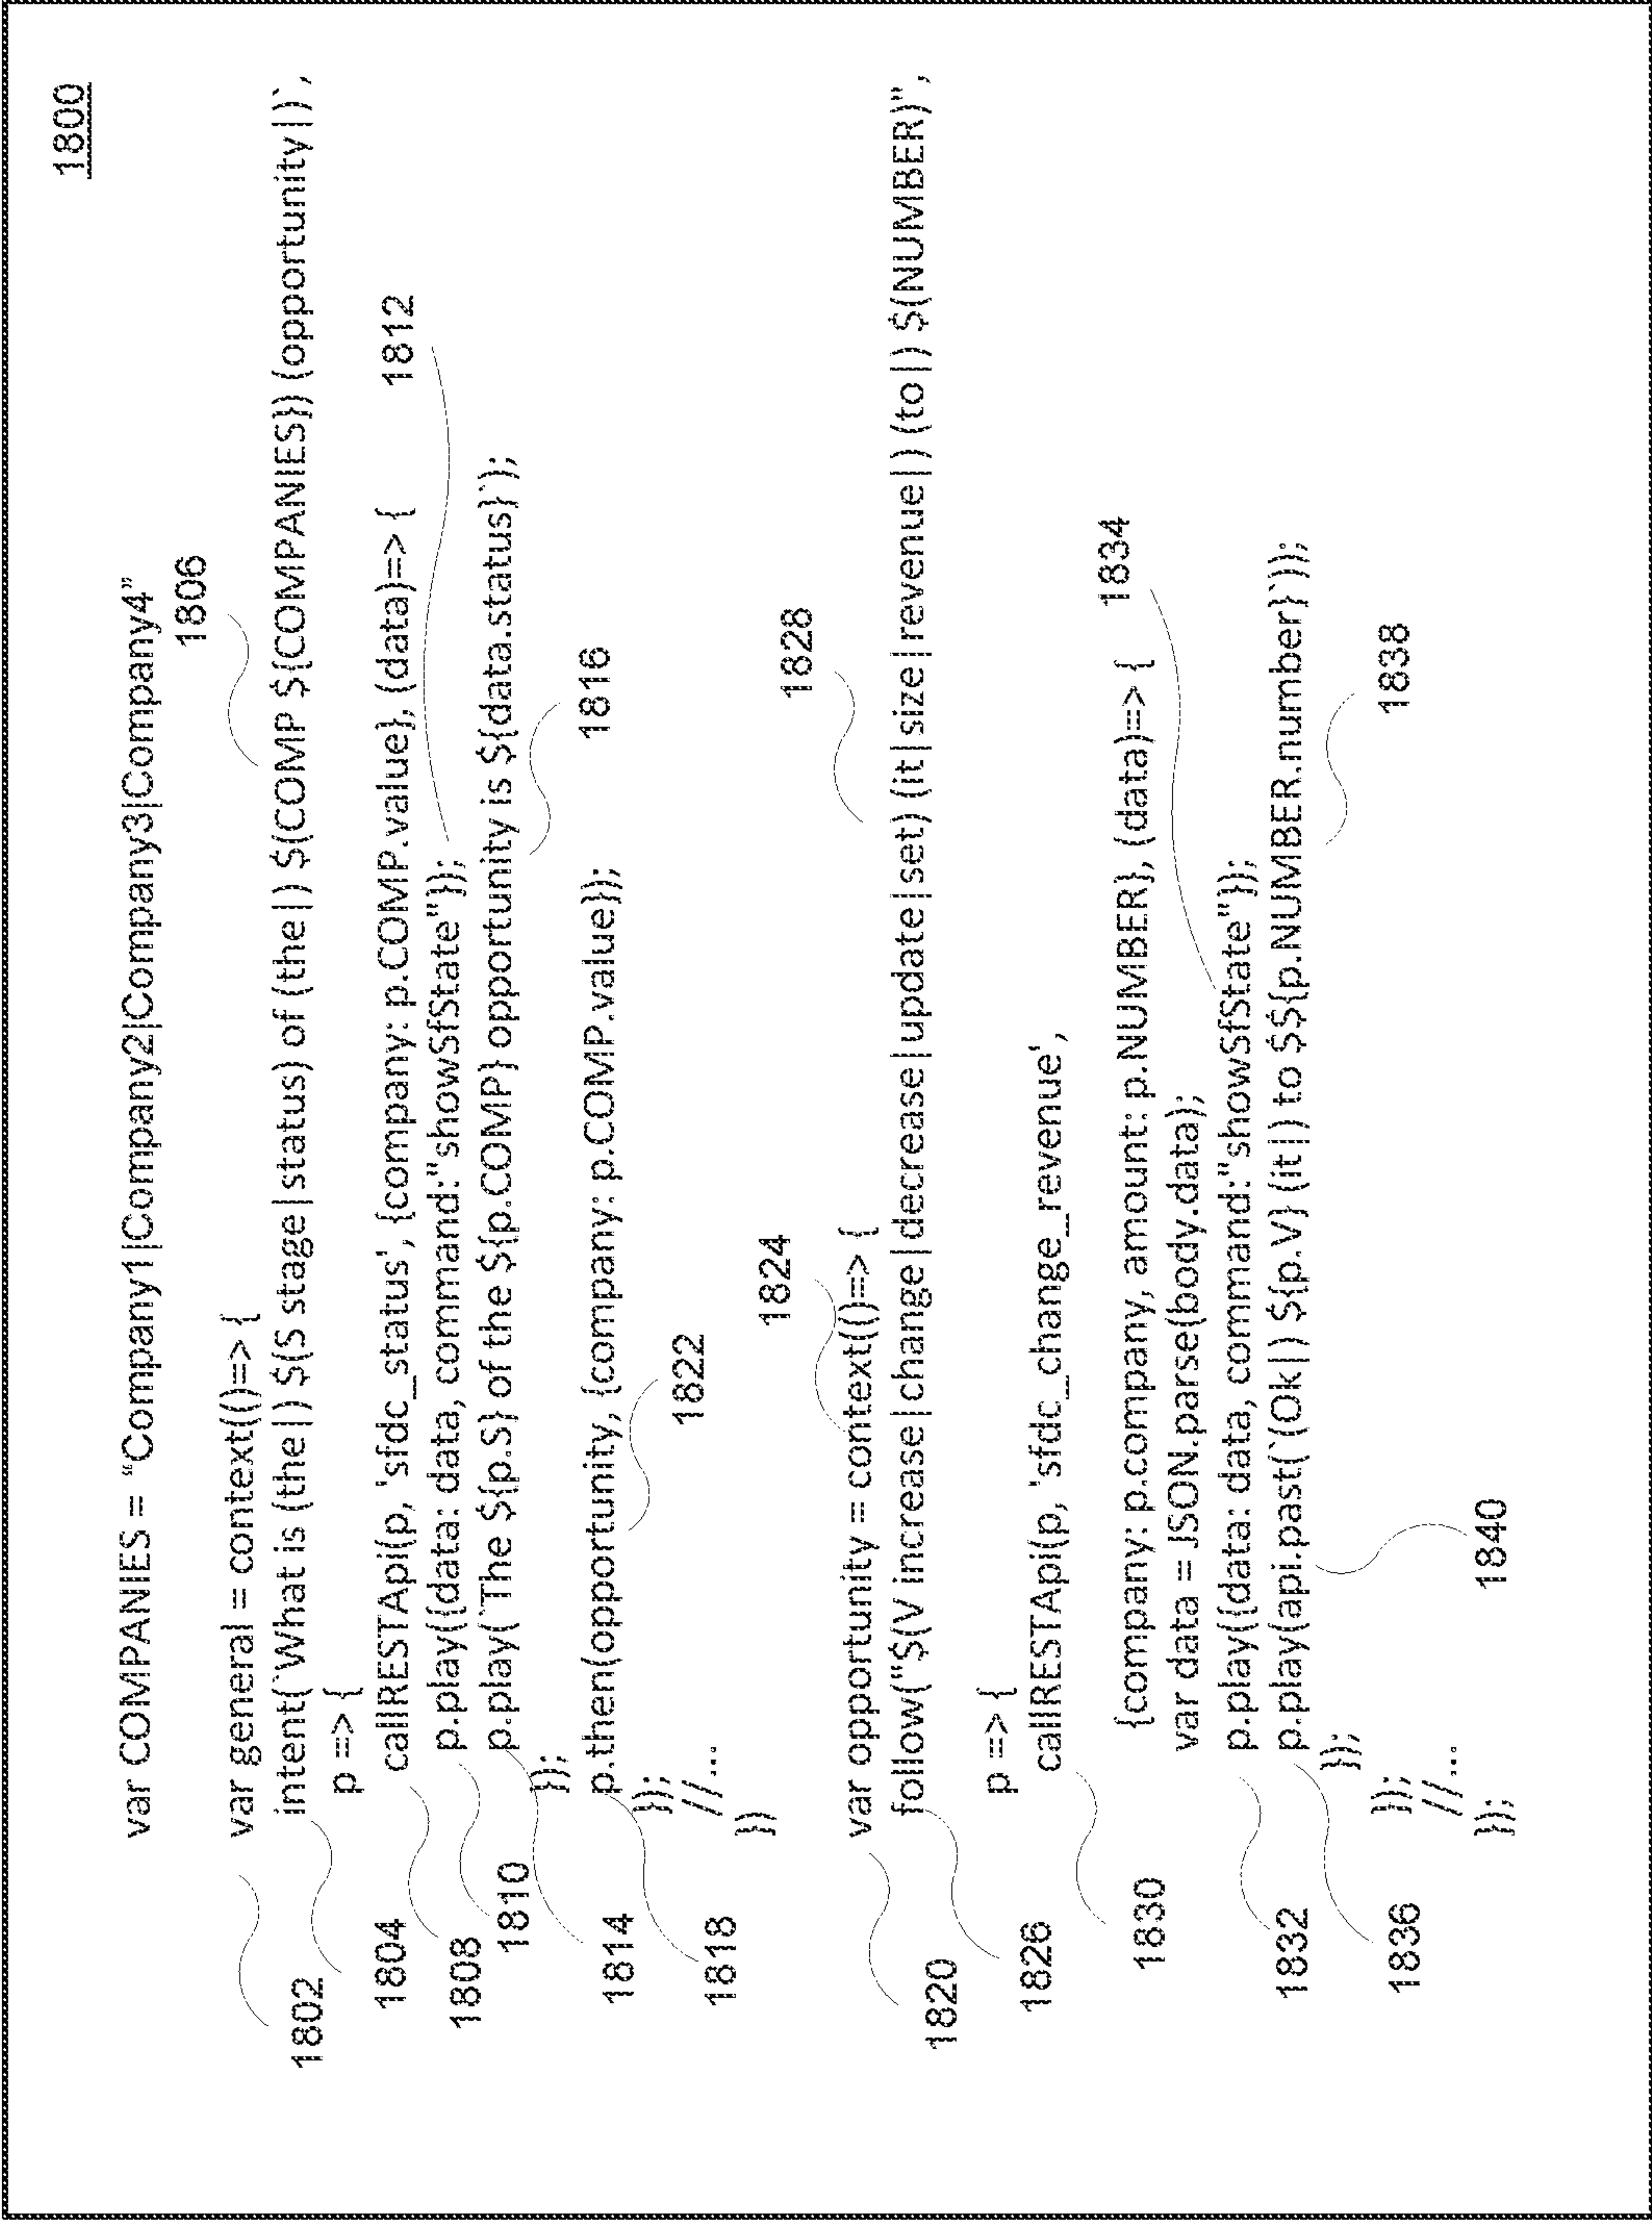 1800
var COMPANIES = “Company1|Company2|Company3|Company4”
1806
var general = context(()=> {
intent(`What is (the|) $(S stage|status) of (the|) $(COMP ${COMPANIES}) (opportunity|)`,
p => {
1812
callRESTApi(p, 'sfdc_status', {company: p.COMP.value}, (data)=> {
p.play({data: data, command:"showSfState"});
p.play(`The ${p.S} of the ${p.COMP} opportunity is ${data.status}`);
});
1816
p.then(opportunity, {company: p.COMP.value});
});
//...
})
1802
1804
1808
1810
1814
1818
1822
1824
1828
var opportunity = context(()=> {
follow("$(V increase|change|decrease|update|set) (it|size|revenue|) (to|) $(NUMBER)",
p => {
callRESTApi(p, 'sfdc_change_revenue',
1834
{company: p.company, amount: p.NUMBER}, (data)=> {
var data = JSON.parse(body.data);
p.play({data: data, command:"showSfState"});
p.play(api.past(`(Ok|) ${p.V} (it|) to $${p.NUMBER.number}`));
});
1838
});
//...
});
1820
1826
1830
1832
1836
1840